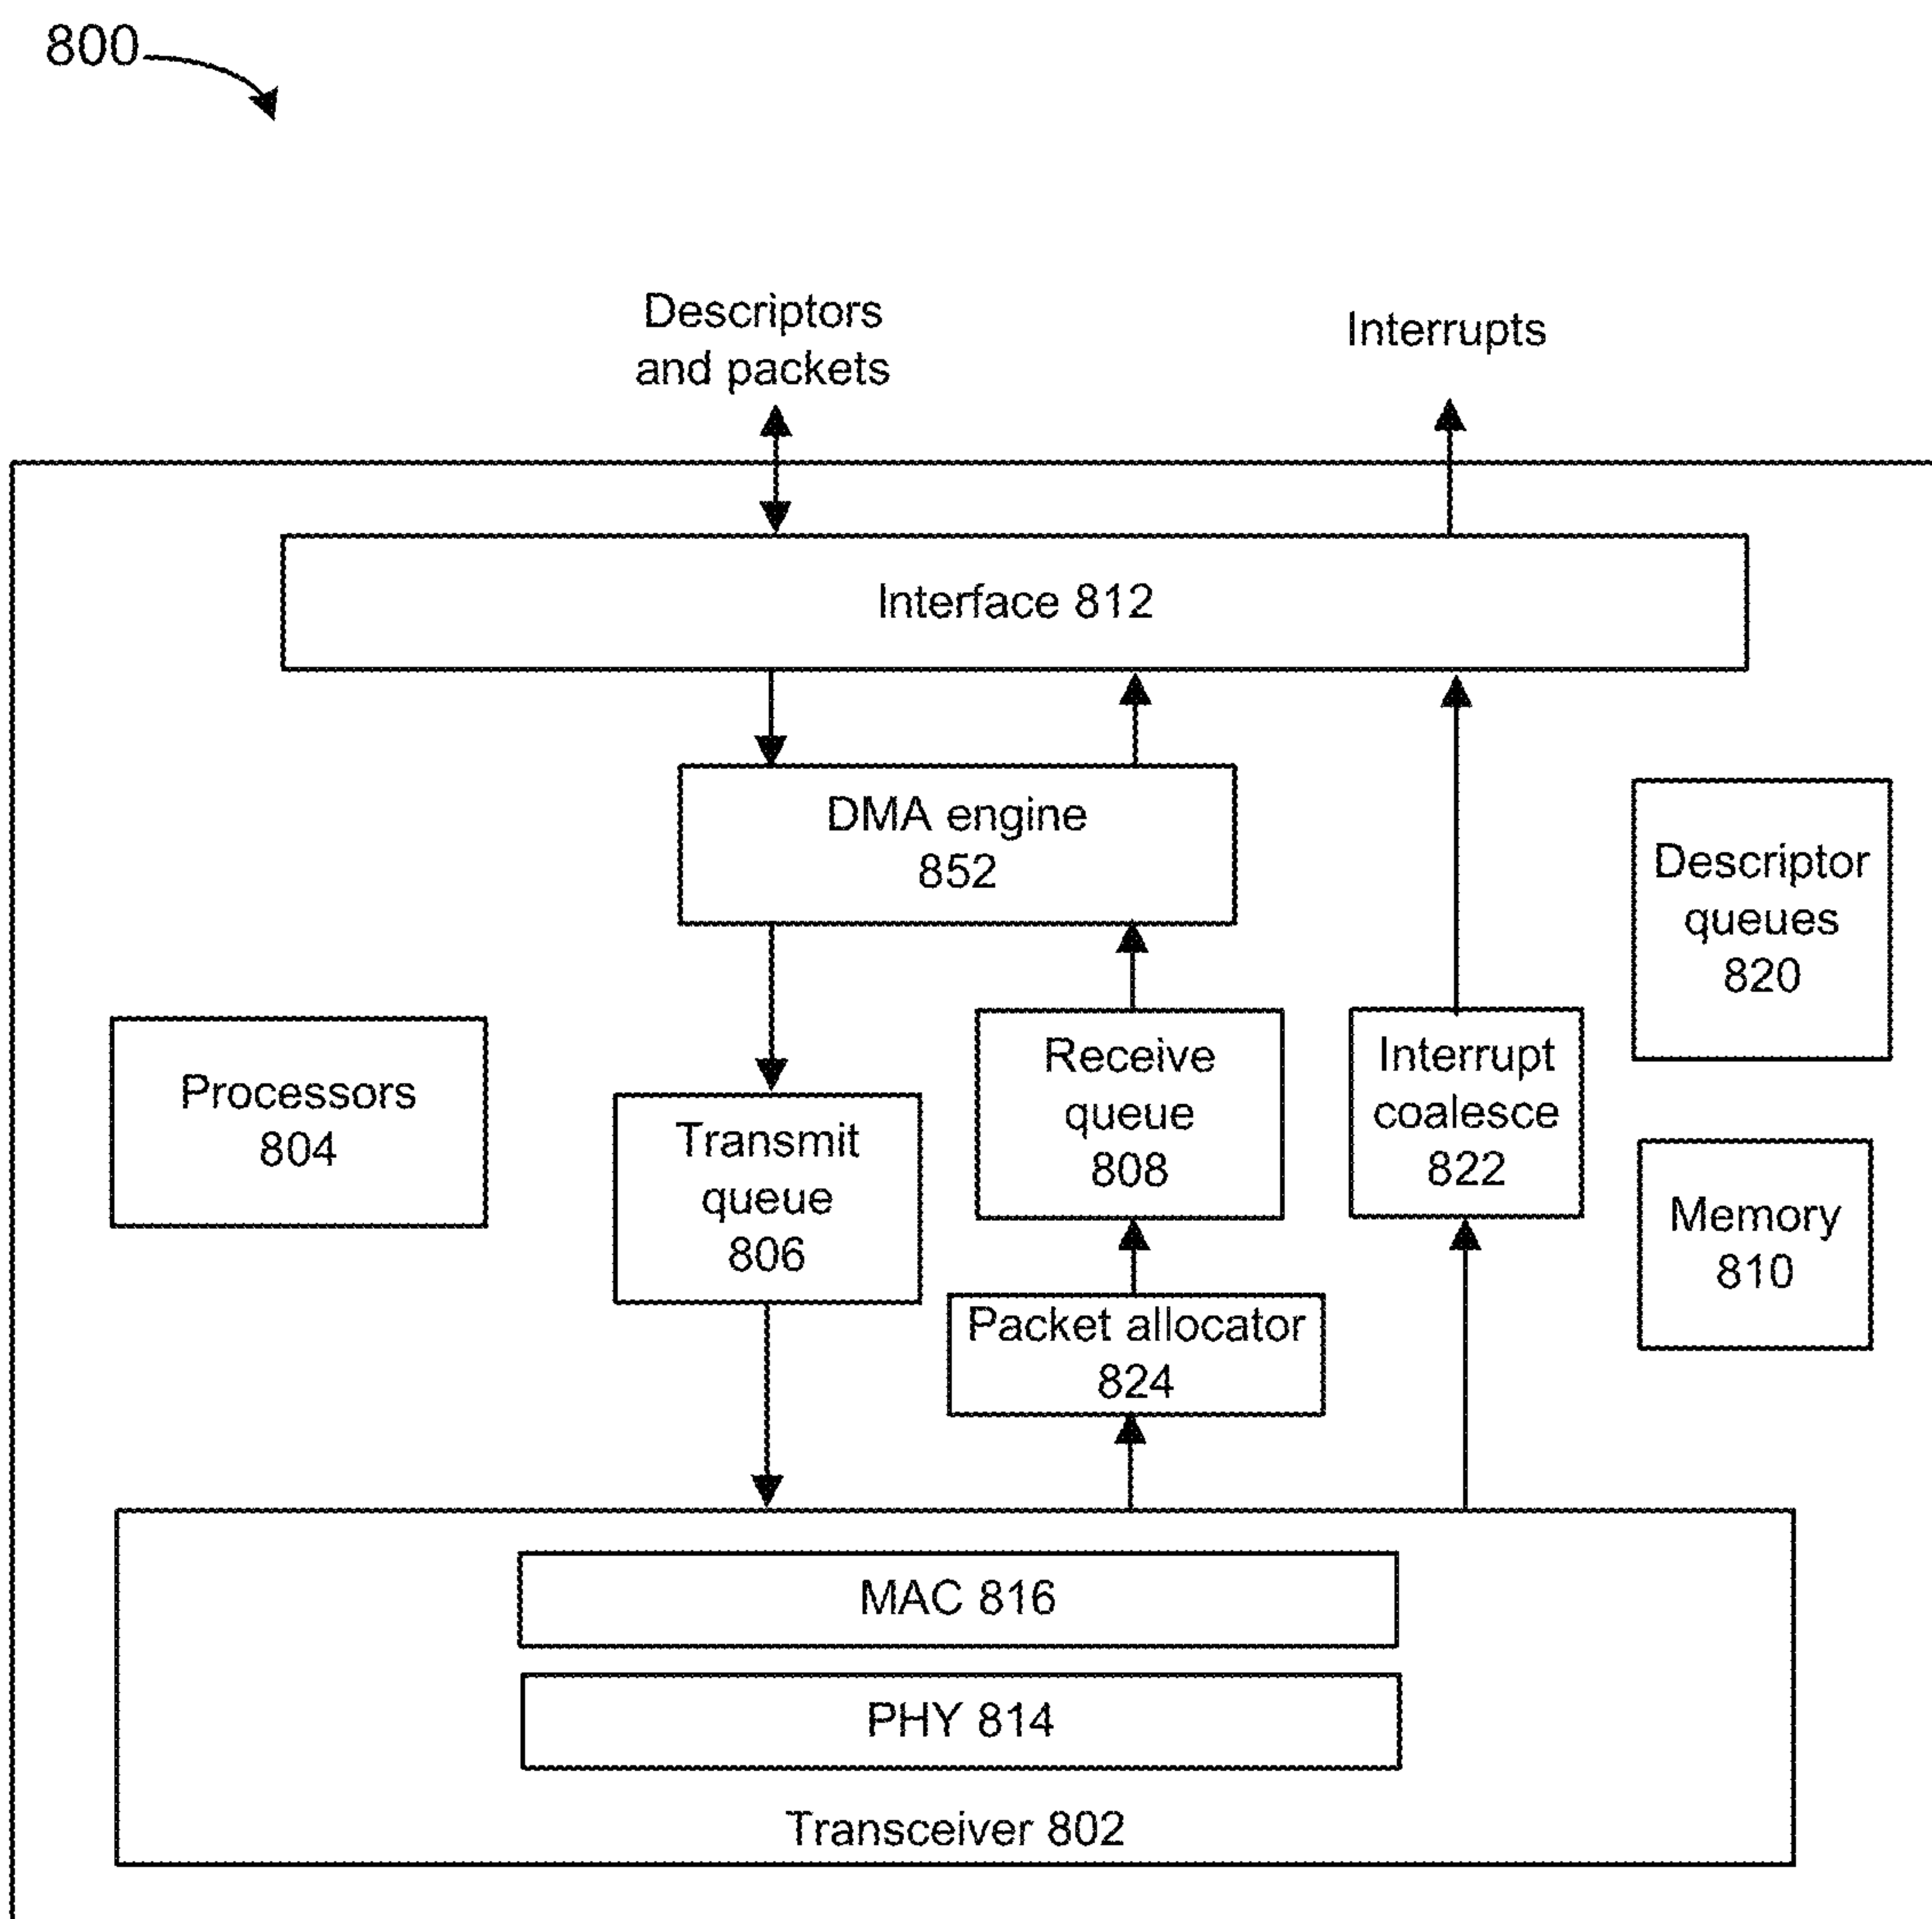 800
Descriptors
and packets
Interrupts
Interface 812
DMA engine
852
Descriptor
queues
820
Processors
804
Transmit
queue
806
Receive
queue
808
Interrupt
coalesce
822
Memory
810
Packet allocator
824
MAC 816
PHY 814
Transceiver 802